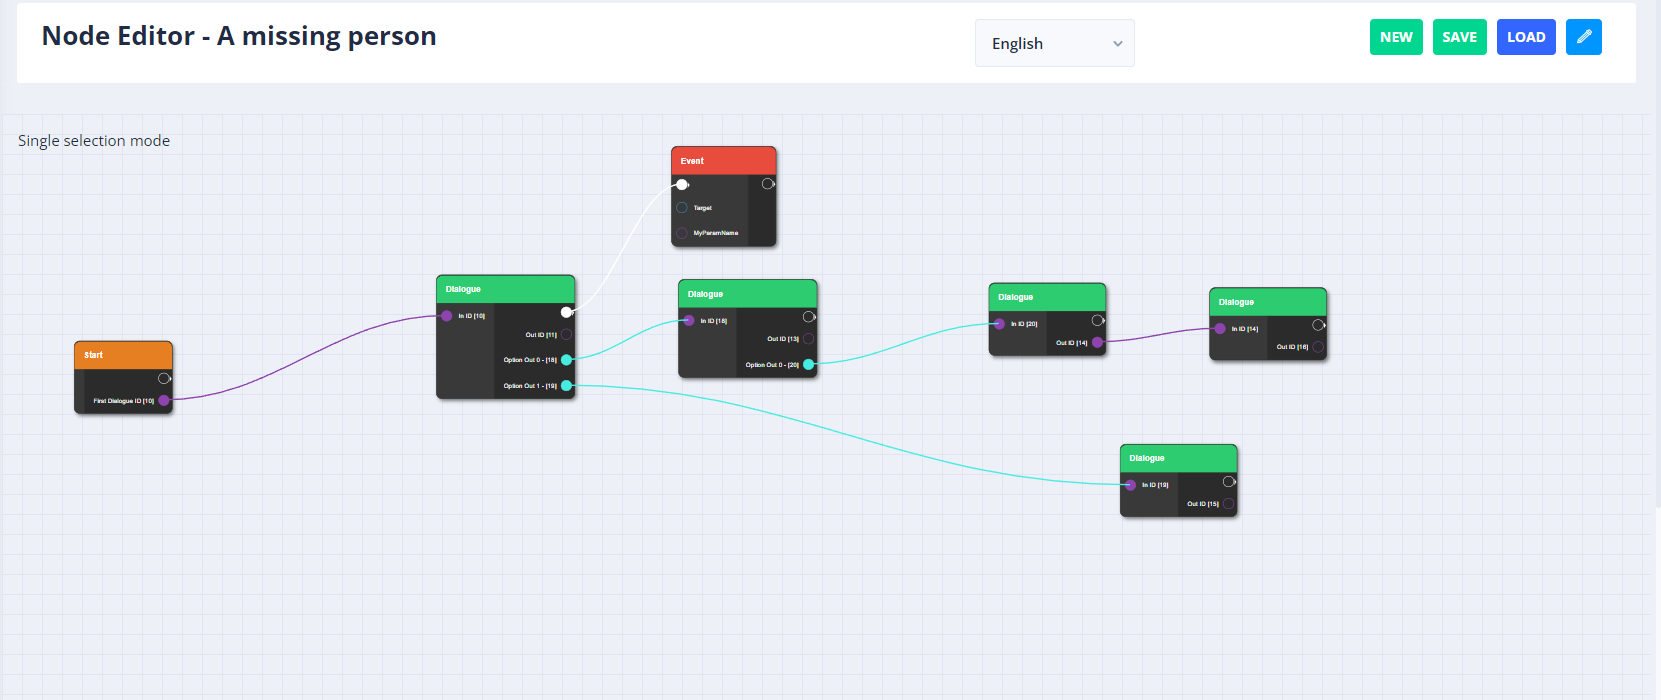 Node Editor - A missing person
English
NEW
SAVE
LOAD
Single selection mode
Event
Target
MyParamName
Dialogue
In ID [10]
Out ID [11]
Option Out 0 - [18]
Option Out 1 - [19]
Dialogue
In ID [18]
Out ID [13]
Option Out 0 - [20]
Dialogue
In ID [20]
Out ID [14]
Dialogue
In ID [14]
Out ID [16]
Start
First Dialogue ID [10]
Dialogue
In ID [19]
Out ID [15]